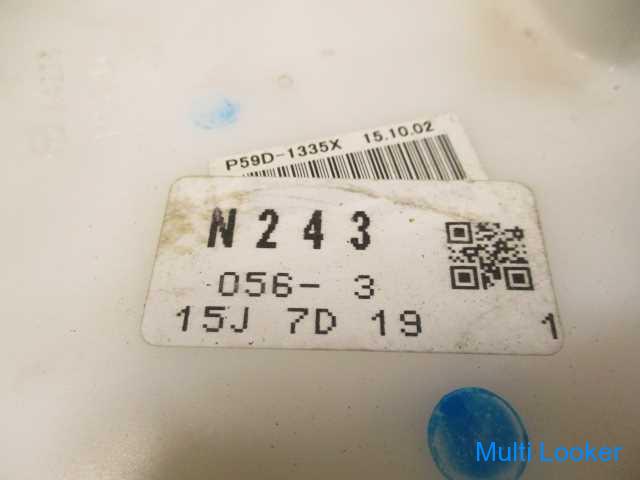 P59D-1335X 15.10.02
N243
056- 3
15J 7D 19 1
Multi Looker